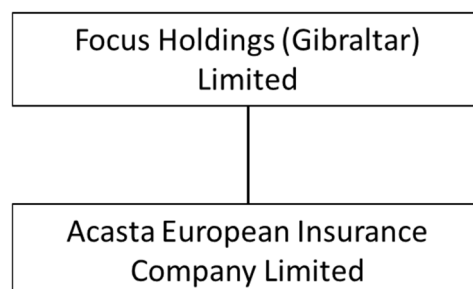 Focus Holdings (Gibraltar)
Limited
Acasta European Insurance
Company Limited